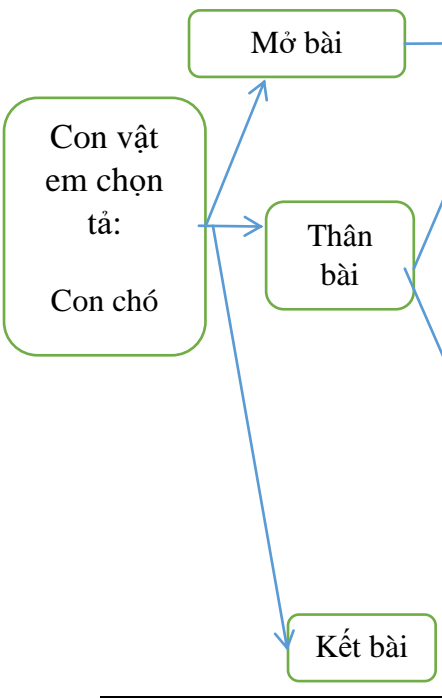 Mở bài
Con vật
em chọn
tả:
Con chó
Thân
bài
Kết bài